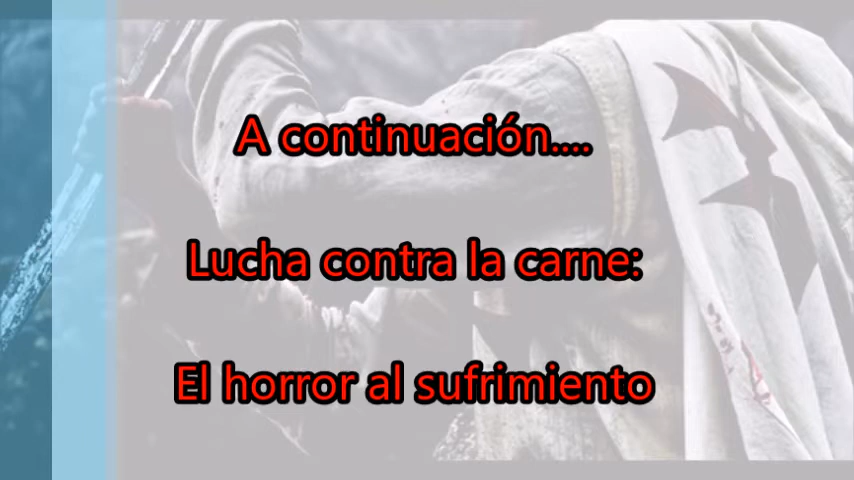 A continuación....
Lucha contra la carne:
El horror al sufrimiento